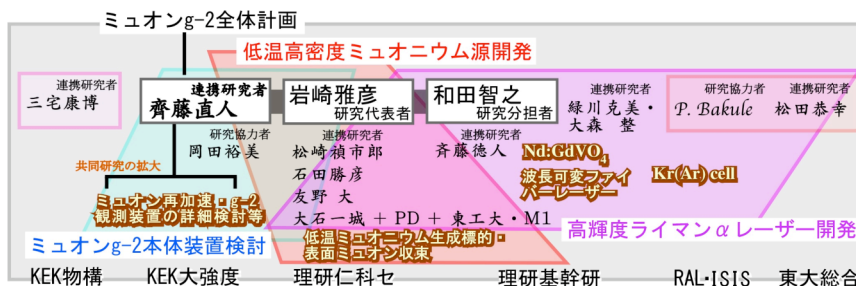 ミュオンg-2全体計画
低温高密度ミュオニウム源開発
連携研究者
三宅康博
連携研究者
齊藤直人
岩崎雅彦
研究代表者
和田智之
研究分担者
連携研究者
緑川克美・
大森 整
研究協力者
P. Bakule
連携研究者
松田恭幸
研究協力者
岡田裕美
連携研究者
松崎禎市郎
石田勝彦
友野 大
大石一城 + PD + 東工大・M1
連携研究者
斉藤徳人
Nd:GdVO4
波長可変ファイ
バーレーザー
Kr(Ar) cell
共同研究の拡大
ミュオン再加速・g-2
観測装置の詳細検討等
ミュオンg-2本体装置検討
低温ミュオニウム生成標的・
表面ミュオン収束
高輝度ライマンαレーザー開発
KEK物構
KEK大強度
理研仁科セ
理研基幹研
RAL・ISIS
東大総合